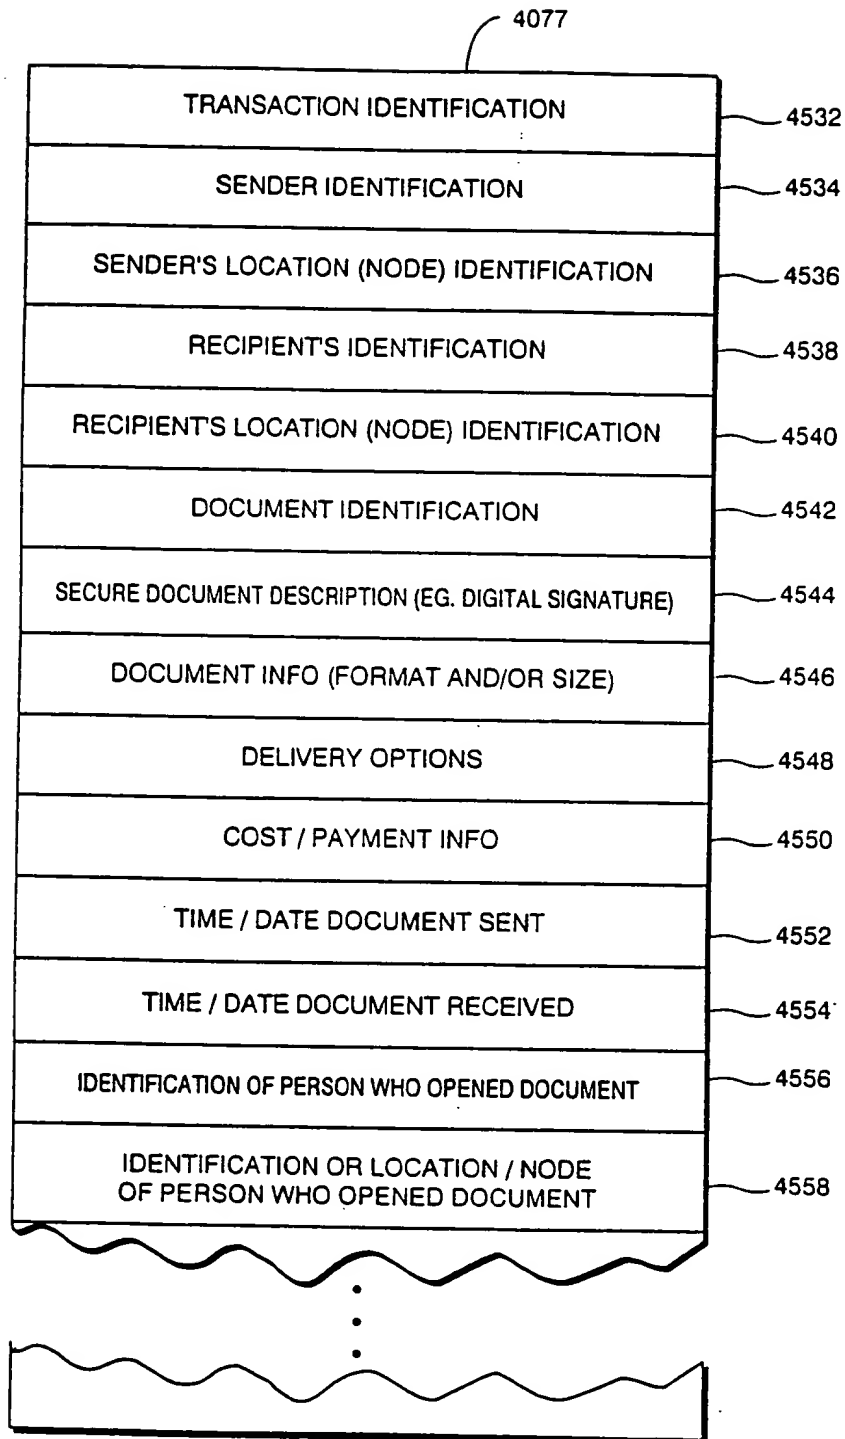 4077
TRANSACTION IDENTIFICATION
4532
SENDER IDENTIFICATION
4534
SENDER'S LOCATION (NODE) IDENTIFICATION
4536
RECIPIENT'S IDENTIFICATION
4538
RECIPIENT'S LOCATION (NODE) IDENTIFICATION
4540
DOCUMENT IDENTIFICATION
4542
SECURE DOCUMENT DESCRIPTION (EG. DIGITAL SIGNATURE)
4544
DOCUMENT INFO (FORMAT AND/OR SIZE)
4546
DELIVERY OPTIONS
4548
COST / PAYMENT INFO
4550
TIME / DATE DOCUMENT SENT
4552
TIME / DATE DOCUMENT RECEIVED
4554
IDENTIFICATION OF PERSON WHO OPENED DOCUMENT
4556
IDENTIFICATION OR LOCATION / NODE
OF PERSON WHO OPENED DOCUMENT
4558